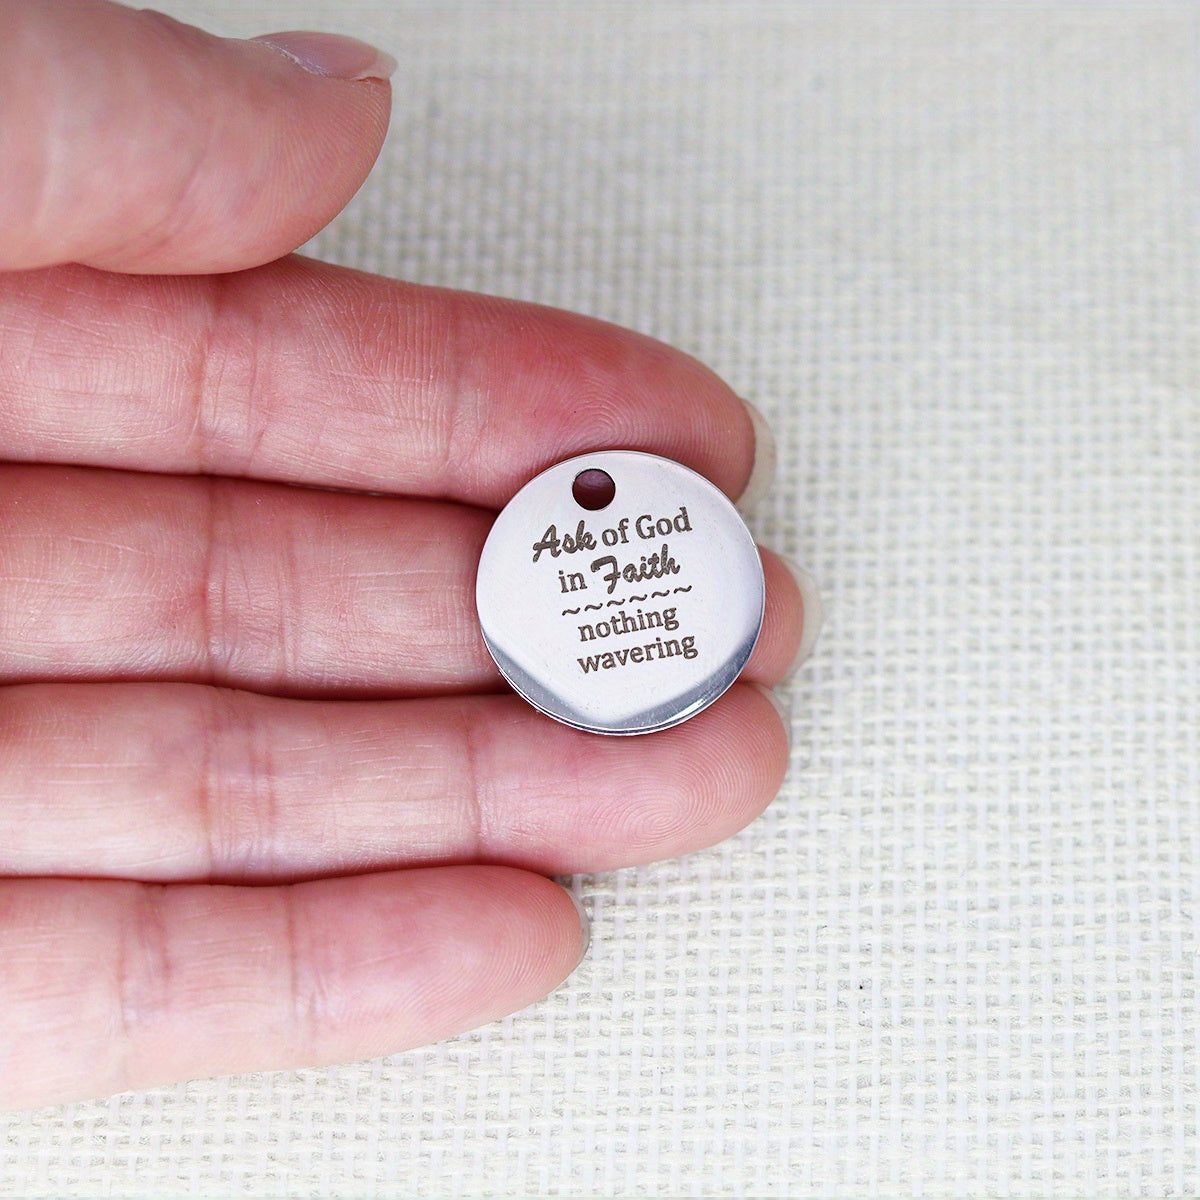 Ask of God
in Faith
~~~~~~
nothing
wavering